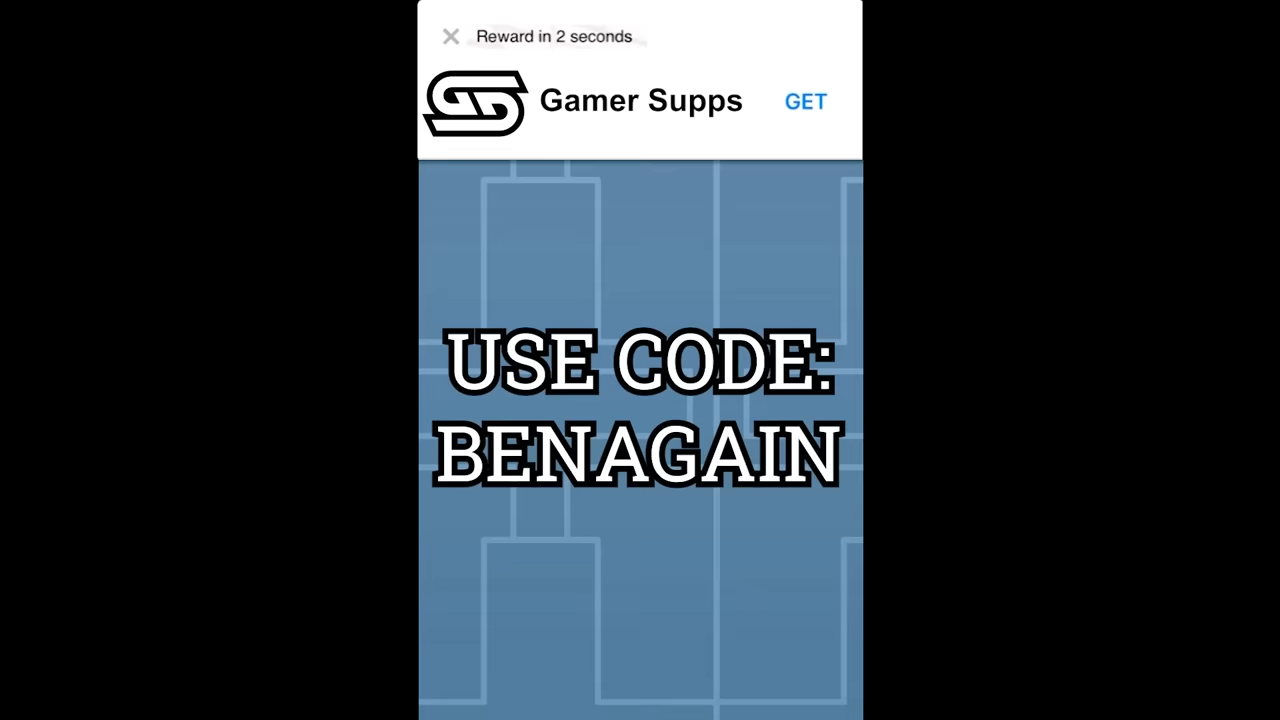 Reward in 2 seconds
Gamer Supps
GET
USE CODE:
BENAGAIN